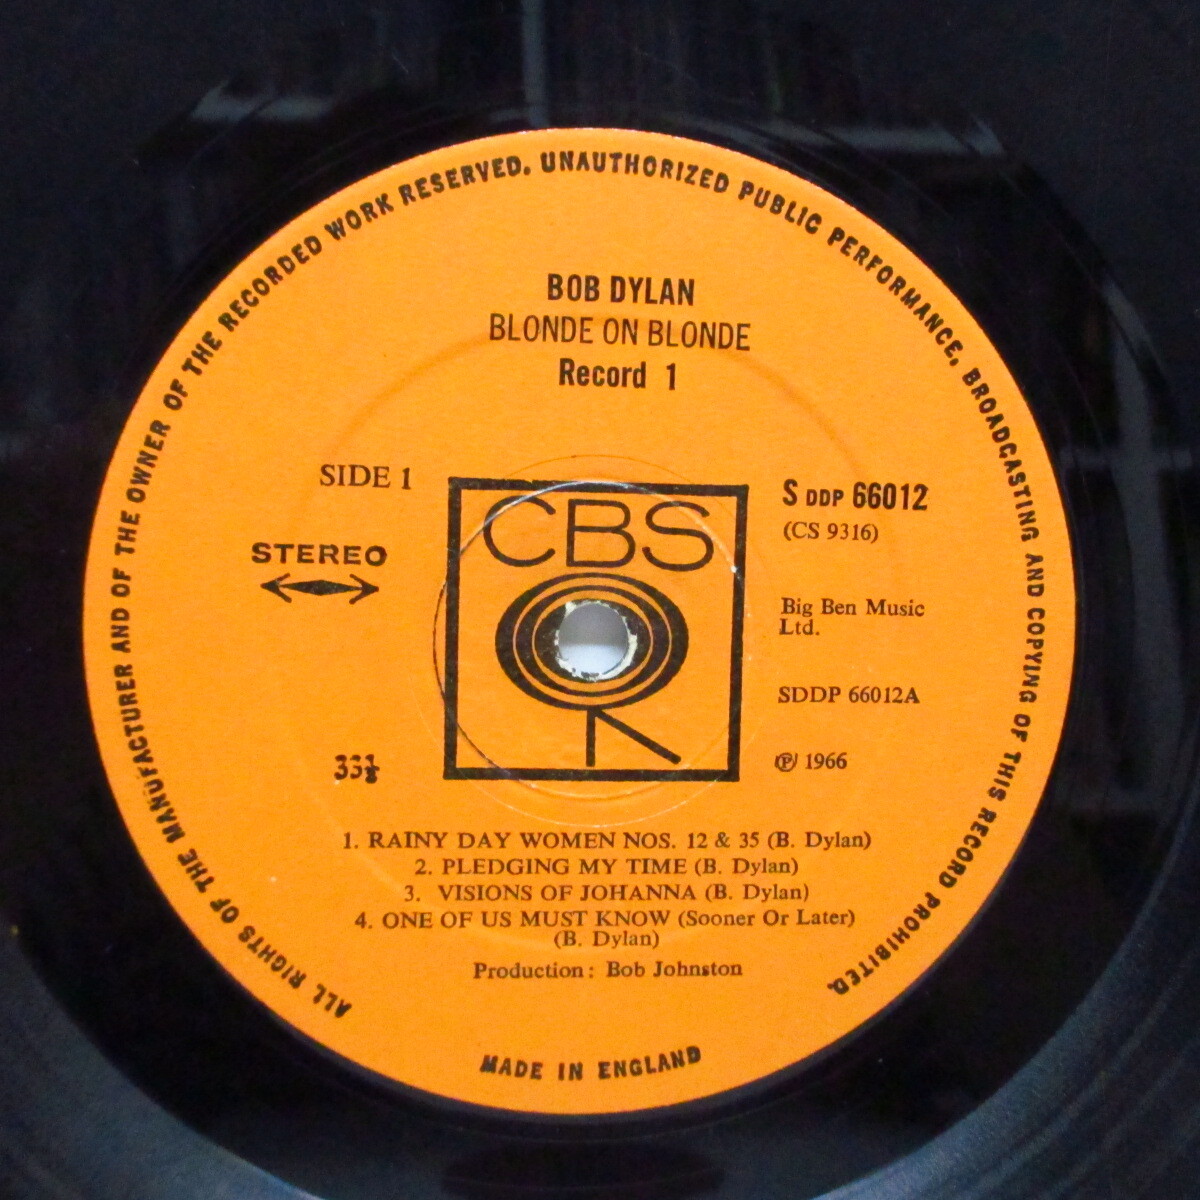 ALL RIGHTS OF THE MANUFACTURER AND OF THE OWNER OF THE RECORDED WORK RESERVED. UNAUTHORIZED PUBLIC PERFORMANCE, BROADCASTING AND COPYING OF THIS RECORD PROHIBITED.
BOB DYLAN
BLONDE ON BLONDE
Record 1
SIDE 1
STEREO
33⅓
CBS
S DDP 66012
(CS 9316)
Big Ben Music
Ltd.
SDDP 66012A
℗ 1966
1. RAINY DAY WOMEN NOS. 12 & 35 (B. Dylan)
2. PLEDGING MY TIME (B. Dylan)
3. VISIONS OF JOHANNA (B. Dylan)
4. ONE OF US MUST KNOW (Sooner Or Later)
(B. Dylan)
Production: Bob Johnston
MADE IN ENGLAND